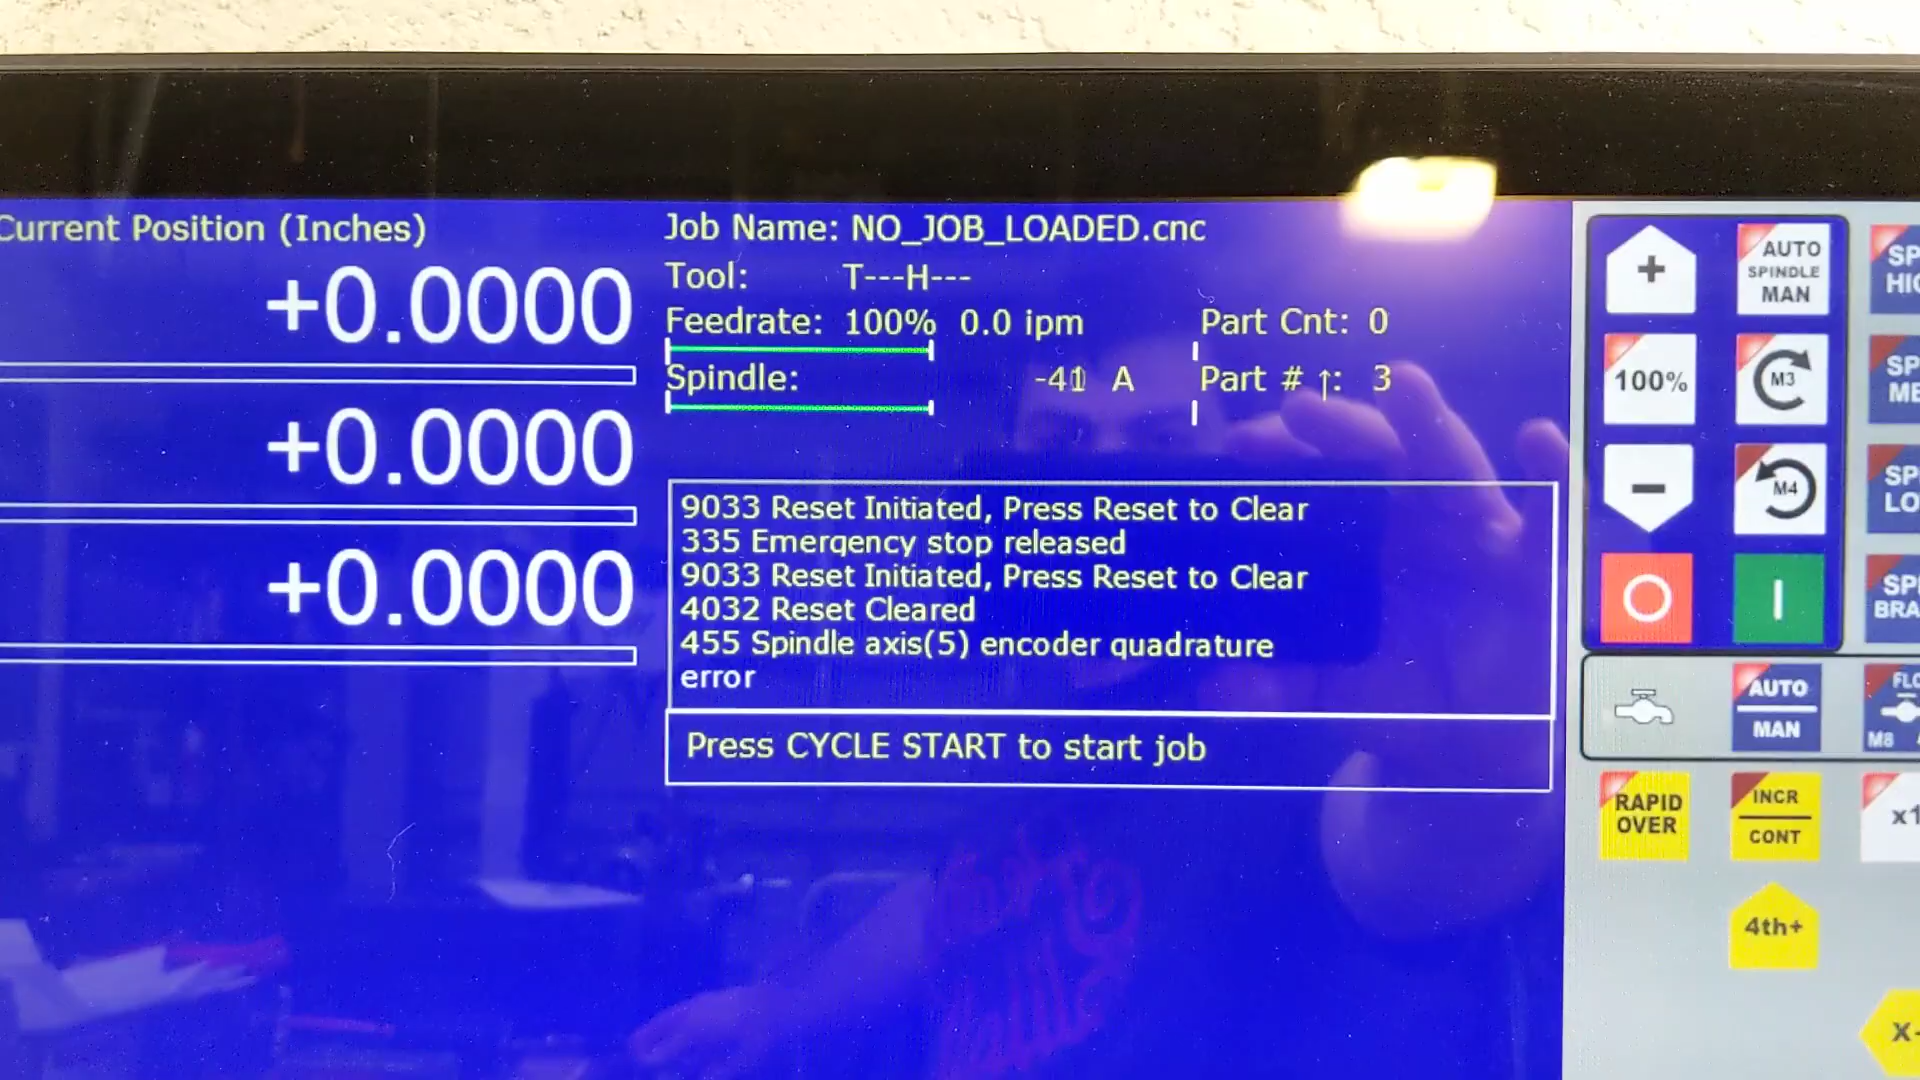 Current Position (Inches)
+0.0000
+0.0000
+0.0000
Job Name: NO_JOB_LOADED.cnc
Tool: T---H---
Feedrate: 100% 0.0 ipm
Part Cnt: 0
Spindle: A
Part # ↑: 3
9033 Reset Initiated, Press Reset to Clear
335 Emergency stop released
9033 Reset Initiated, Press Reset to Clear
4032 Reset Cleared
455 Spindle axis(5) encoder quadrature
error
Press CYCLE START to start job
+
AUTO
SPINDLE
MAN
100%
M3
-
M4
AUTO
MAN
M8
RAPID
OVER
INCR
CONT
x1
4th+
X-